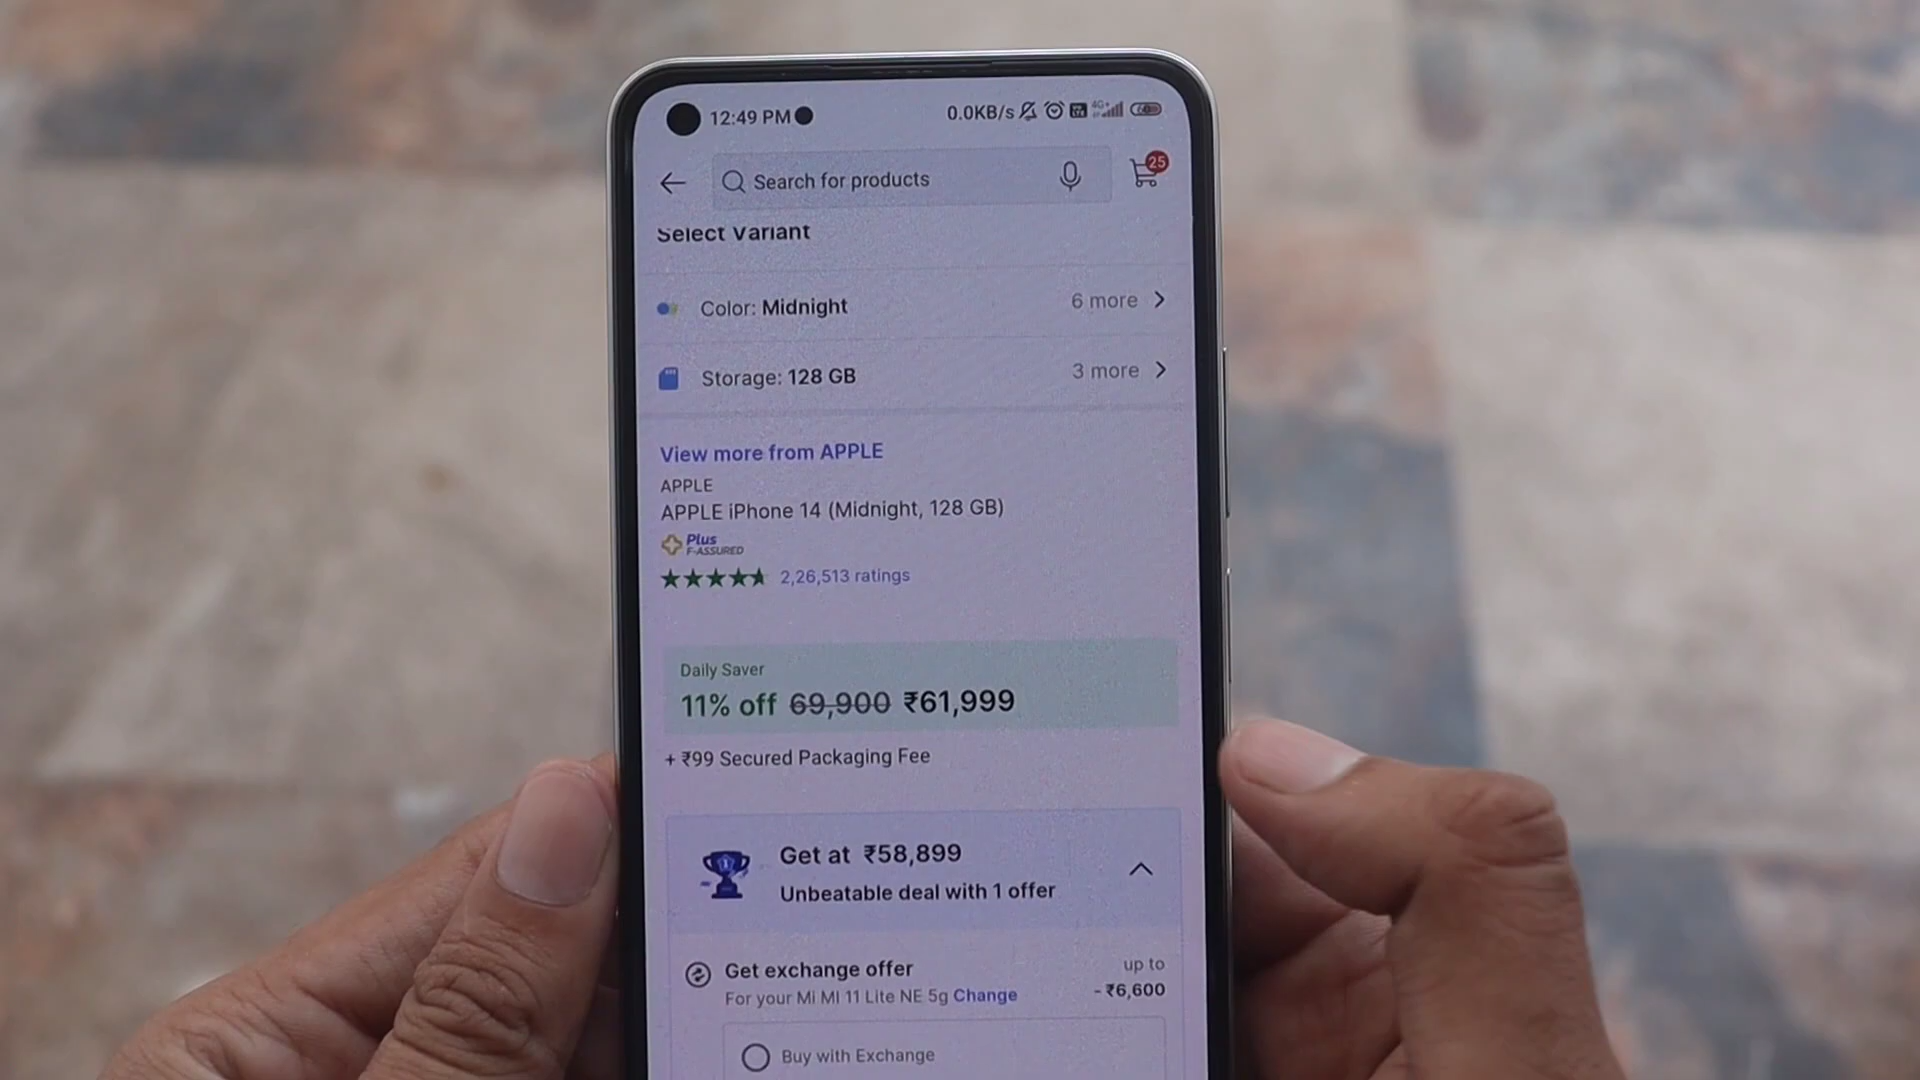 12:49 PM
0.0KB/s 4G+ 60
Search for products
25
Select Variant
Color: Midnight
6 more
Storage: 128 GB
3 more
View more from APPLE
APPLE
APPLE iPhone 14 (Midnight, 128 GB)
Plus
F-ASSURED
2,26,513 ratings
Daily Saver
11% off 69,900 ₹61,999
+ ₹99 Secured Packaging Fee
Get at ₹58,899
Unbeatable deal with 1 offer
Get exchange offer
up to
For your Mi MI 11 Lite NE 5g Change
- ₹6,600
Buy with Exchange